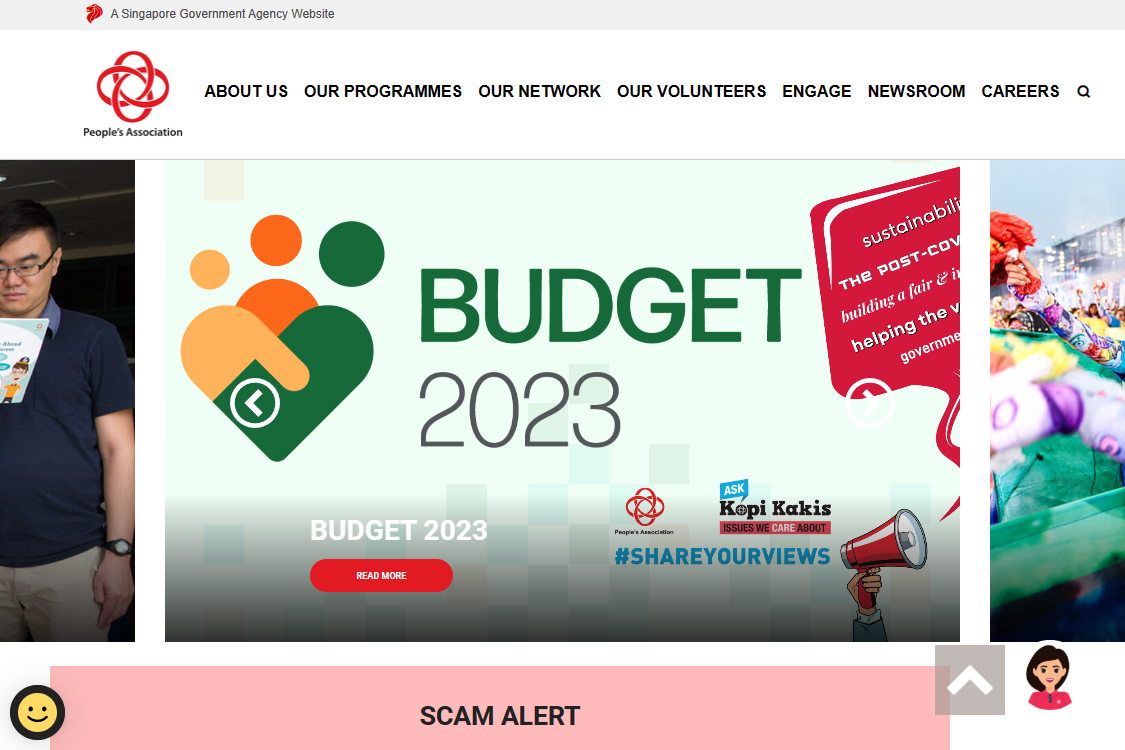 A Singapore Government Agency Website
People's Association
ABOUT US OUR PROGRAMMES OUR NETWORK OUR VOLUNTEERS ENGAGE NEWSROOM CAREERS
BUDGET
2023
sustainabili
THE POST-COV
building a fair & i
helping the v
governme
Ahead
People's Association
ASK
Kopi Kakis
ISSUES WE CARE ABOUT
#SHAREYOURVIEWS
BUDGET 2023
READ MORE
SCAM ALERT